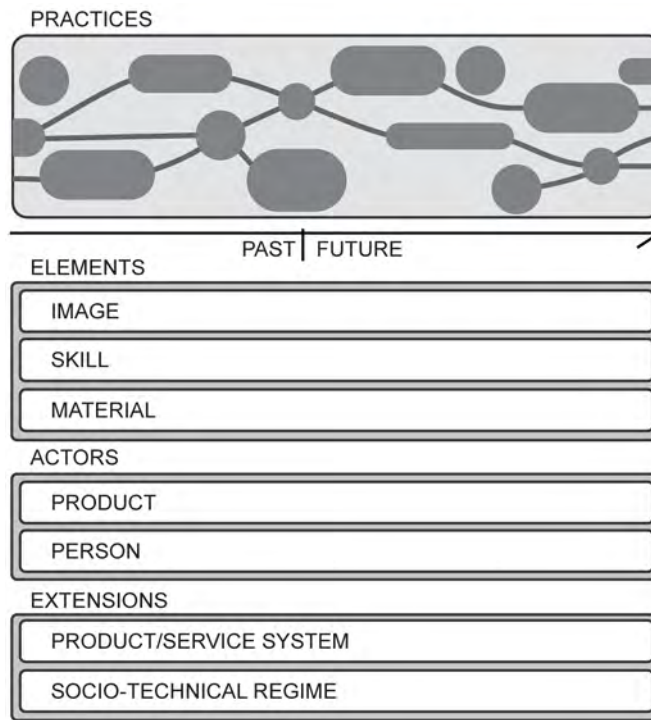 PRACTICES
PAST FUTURE
ELEMENTS
IMAGE
SKILL
MATERIAL
ACTORS
PRODUCT
PERSON
EXTENSIONS
PRODUCT/SERVICE SYSTEM
SOCIO-TECHNICAL REGIME